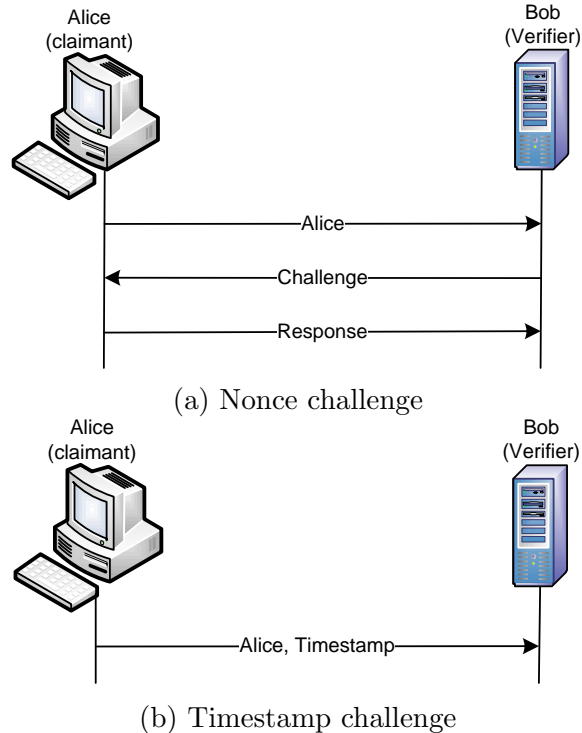 Alice
(claimant)
Bob
(Verifier)
Alice
Challenge
Response
(a) Nonce challenge
Alice
(claimant)
Bob
(Verifier)
Alice, Timestamp
(b) Timestamp challenge